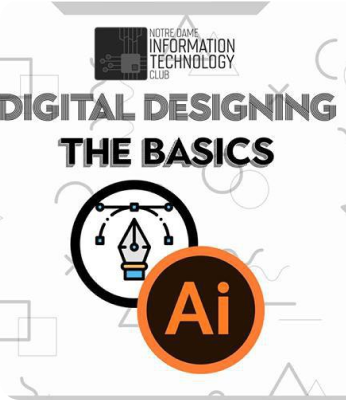 NOTRE DAME
INFORMATION
TECHNOLOGY
CLUB
DIGITAL DESIGNING
THE BASICS
Ai